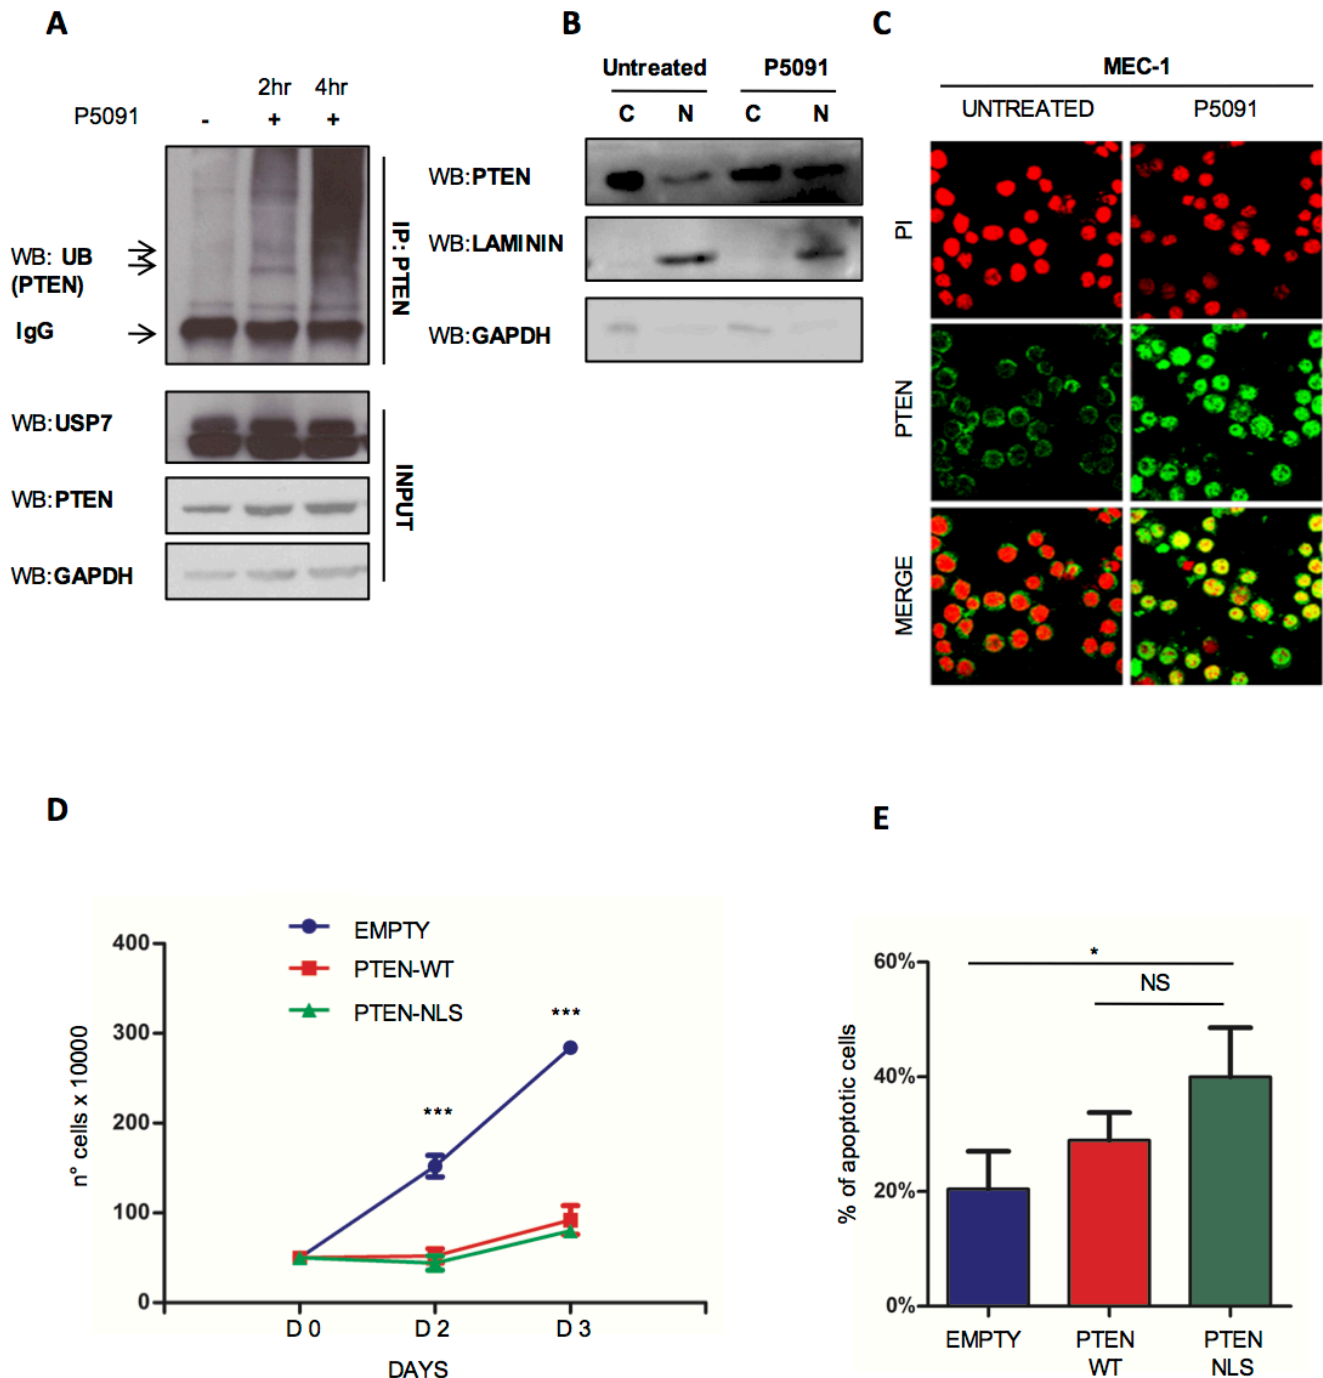 A
2hr 4hr
P5091 - + +
WB: UB
(PTEN)
IgG
IP: PTEN
WB:USP7
WB:PTEN
WB:GAPDH
INPUT
B
Untreated P5091
C N C N
WB:PTEN
WB:LAMININ
WB:GAPDH
C
MEC-1
UNTREATED P5091
PI
PTEN
MERGE
D
EMPTY
PTEN-WT
PTEN-NLS
400
300
200
100
0
n° cells x 10000
***
***
D 0 D 2 D 3
DAYS
E
60%
40%
20%
0%
% of apoptotic cells
*
NS
EMPTY PTEN PTEN
WT NLS